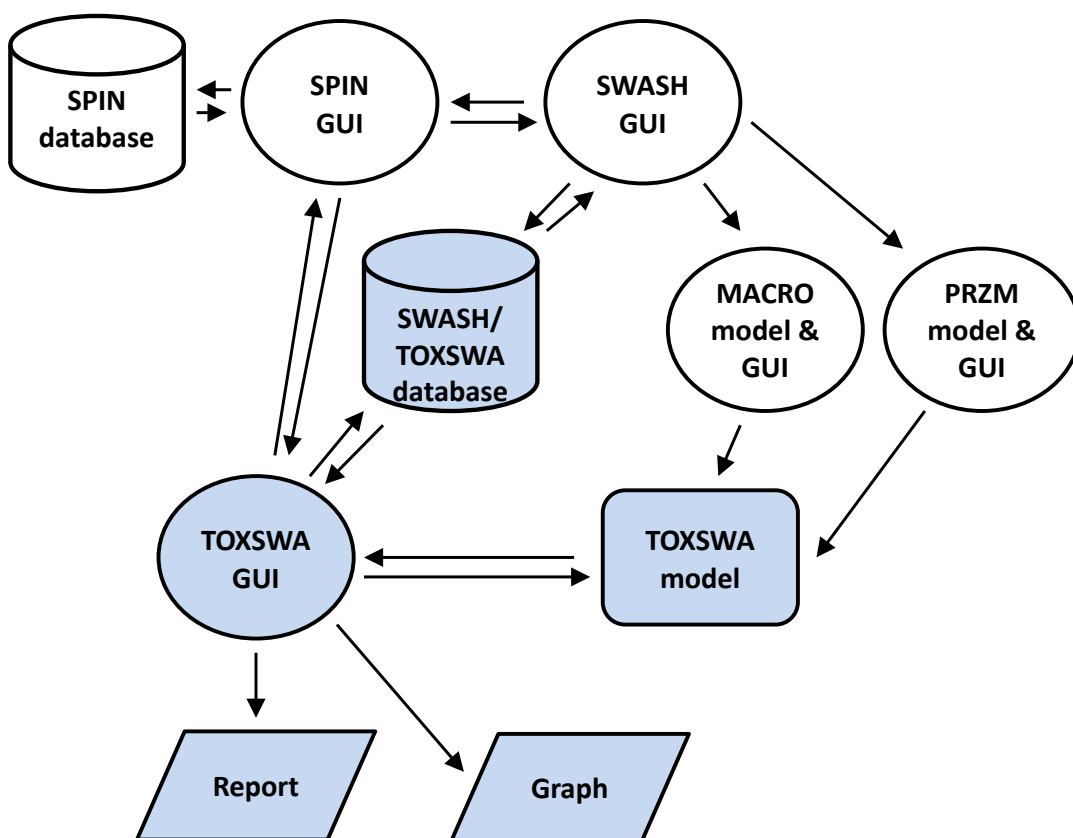 SPIN
database
SPIN
GUI
SWASH
GUI
SWASH/
TOXSWA
database
MACRO
model &
GUI
PRZM
model &
GUI
TOXSWA
GUI
TOXSWA
model
Report
Graph